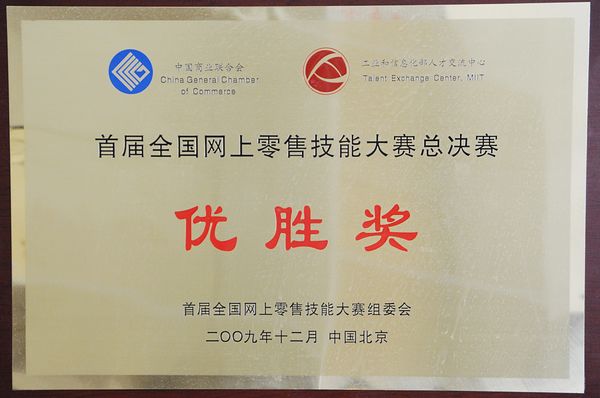 中国商业联合会
China General Chamber
of Commerce
工业和信息化部人才交流中心
Talent Exchange Center, MIIT
首届全国网上零售技能大赛总决赛
优胜奖
首届全国网上零售技能大赛组委会
二〇〇九年十二月 中国北京